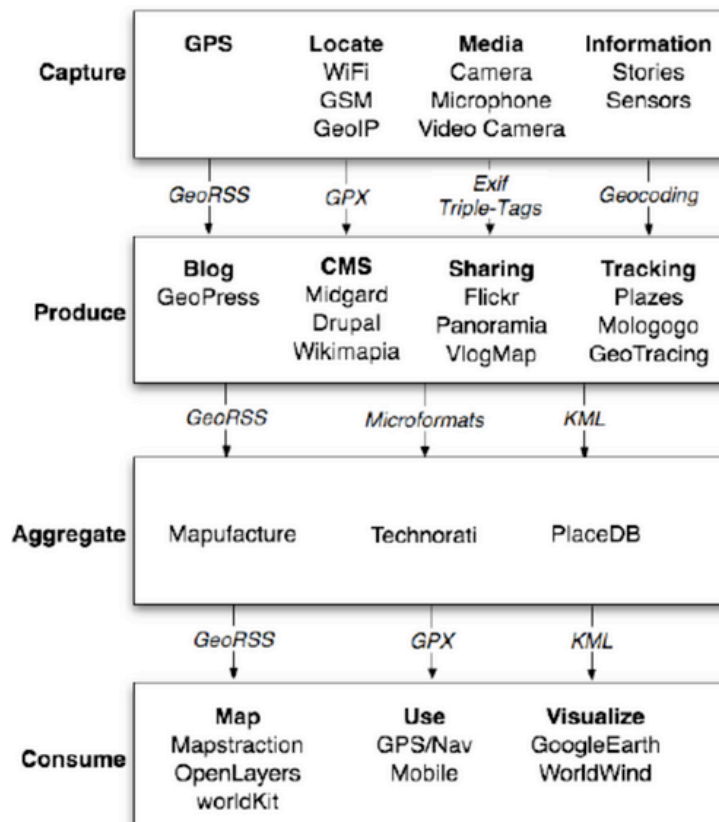 Capture
GPS Locate Media Information
WiFi Camera Stories
GSM Microphone Sensors
GeoIP Video Camera
GeoRSS GPX Exif Triple-Tags Geocoding
Produce
Blog CMS Sharing Tracking
GeoPress Midgard Flickr Plazes
Drupal Panoramia Mologogo
Wikimapia VlogMap GeoTracing
GeoRSS Microformats KML
Aggregate
Mapufacture Technorati PlaceDB
GeoRSS GPX KML
Consume
Map Use Visualize
Mapstraction GPS/Nav GoogleEarth
OpenLayers Mobile WorldWind
worldKit